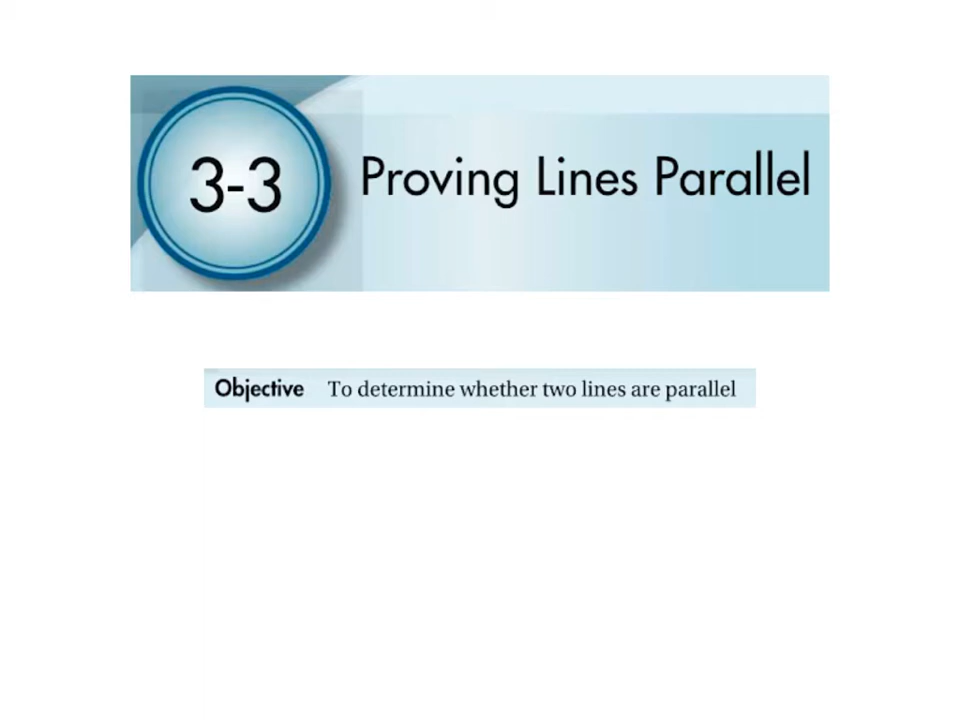 3-3 Proving Lines Parallel
Objective To determine whether two lines are parallel